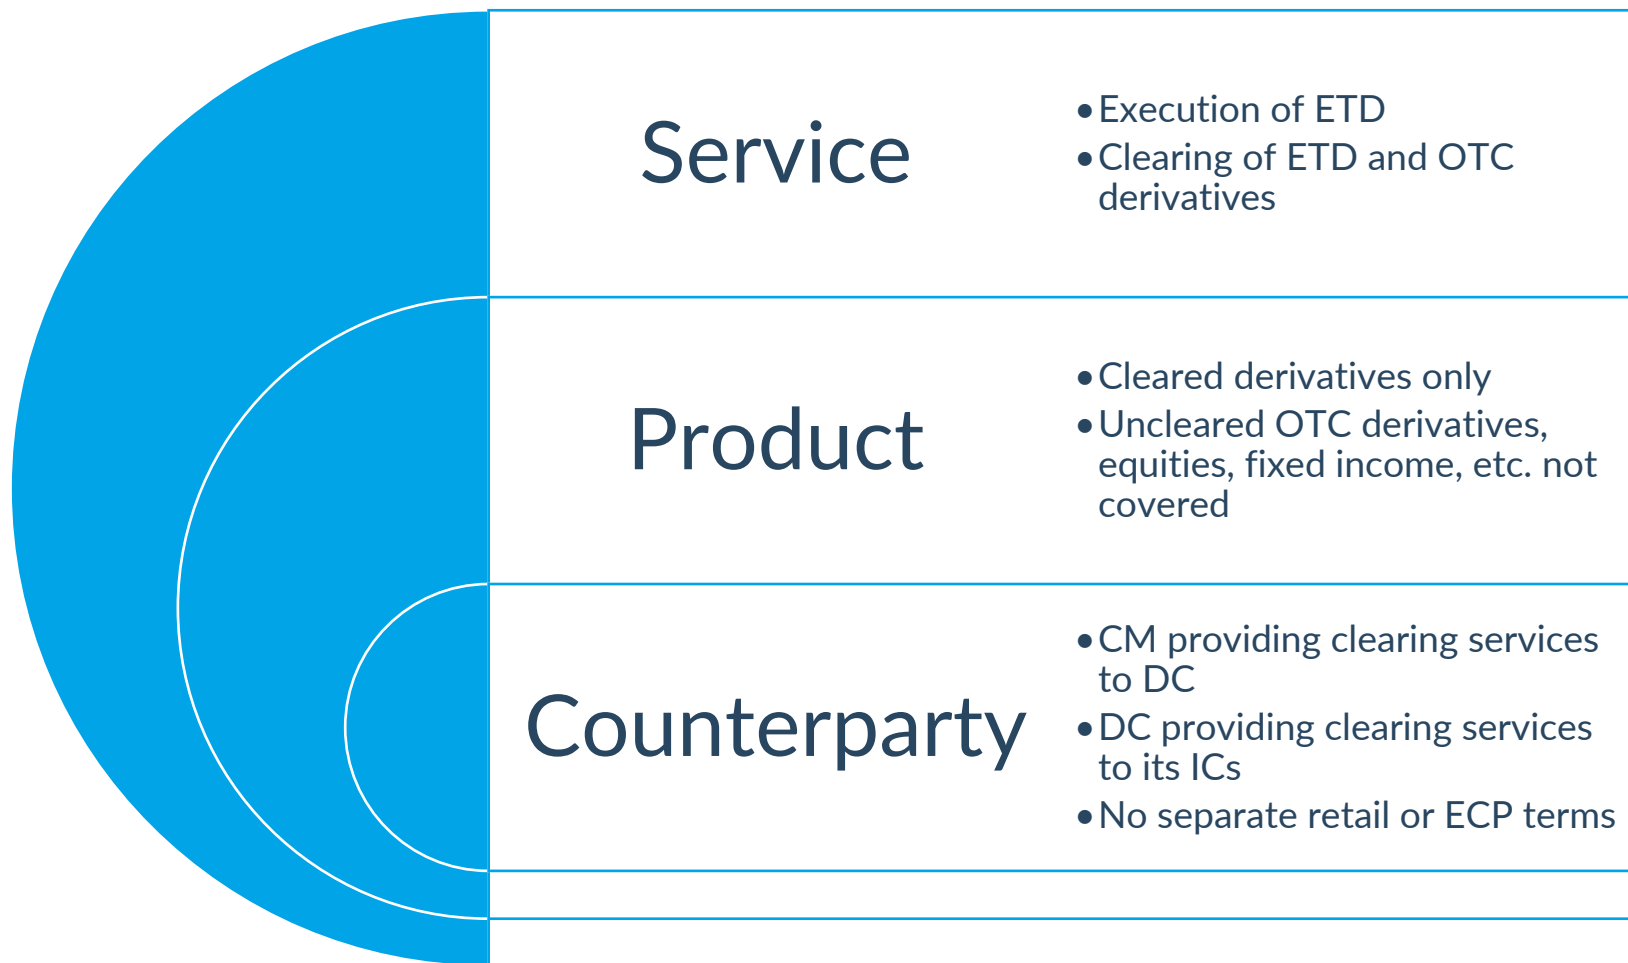 Service
•Execution of ETD
•Clearing of ETD and OTC
derivatives
Product
•Cleared derivatives only
•Uncleared OTC derivatives,
equities, fixed income, etc. not
covered
Counterparty
•CM providing clearing services
to DC
•DC providing clearing services
to its ICs
•No separate retail or ECP terms